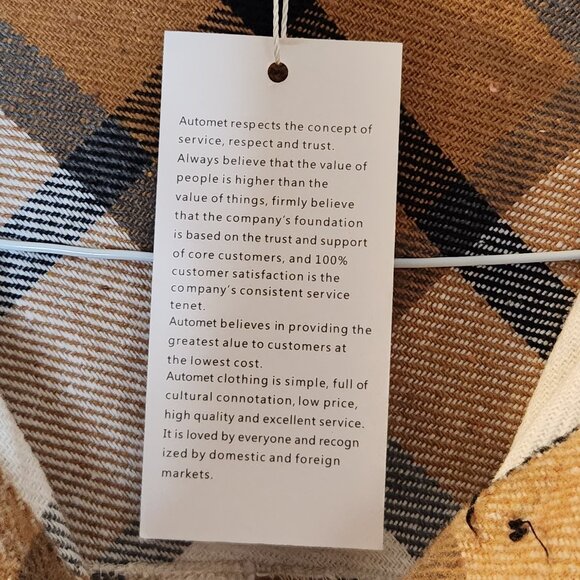 Automet respects the concept of
service, respect and trust.
Always believe that the value of
people is higher than the
value of things, firmly believe
that the company's foundation
is based on the trust and support
of core customers, and 100%
customer satisfaction is the
company's consistent service
tenet.
Automet believes in providing the
greatest alue to customers at
the lowest cost.
Automet clothing is simple, full of
cultural connotation, low price,
high quality and excellent service.
It is loved by everyone and recogn
ized by domestic and foreign
markets.